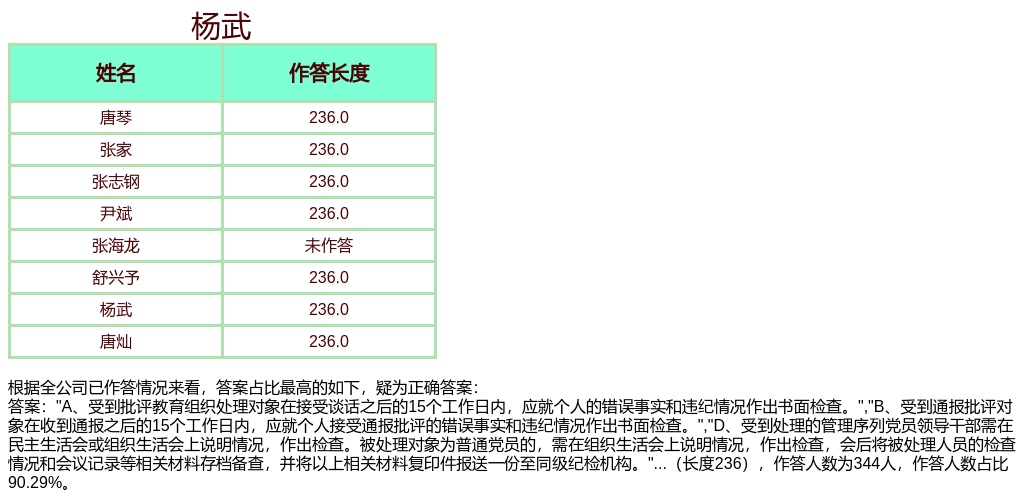 杨武
姓名 作答长度
唐琴 236.0
张家 236.0
张志钢 236.0
尹斌 236.0
张海龙 未作答
舒兴予 236.0
杨武 236.0
唐灿 236.0
根据全公司已作答情况来看，答案占比最高的如下，疑为正确答案：
答案："A、受到批评教育组织处理对象在接受谈话之后的15个工作日内，应就个人的错误事实和违纪情况作出书面检查。","B、受到通报批评对
象在收到通报之后的15个工作日内，应就个人接受通报批评的错误事实和违纪情况作出书面检查。","D、受到处理的管理序列党员领导干部需在
民主生活会或组织生活会上说明情况，作出检查。被处理对象为普通党员的，需在组织生活会上说明情况，作出检查，会后将被处理人员的检查
情况和会议记录等相关材料存档备查，并将以上相关材料复印件报送一份至同级纪检机构。"...（长度236），作答人数为344人，作答人数占比
90.29%。